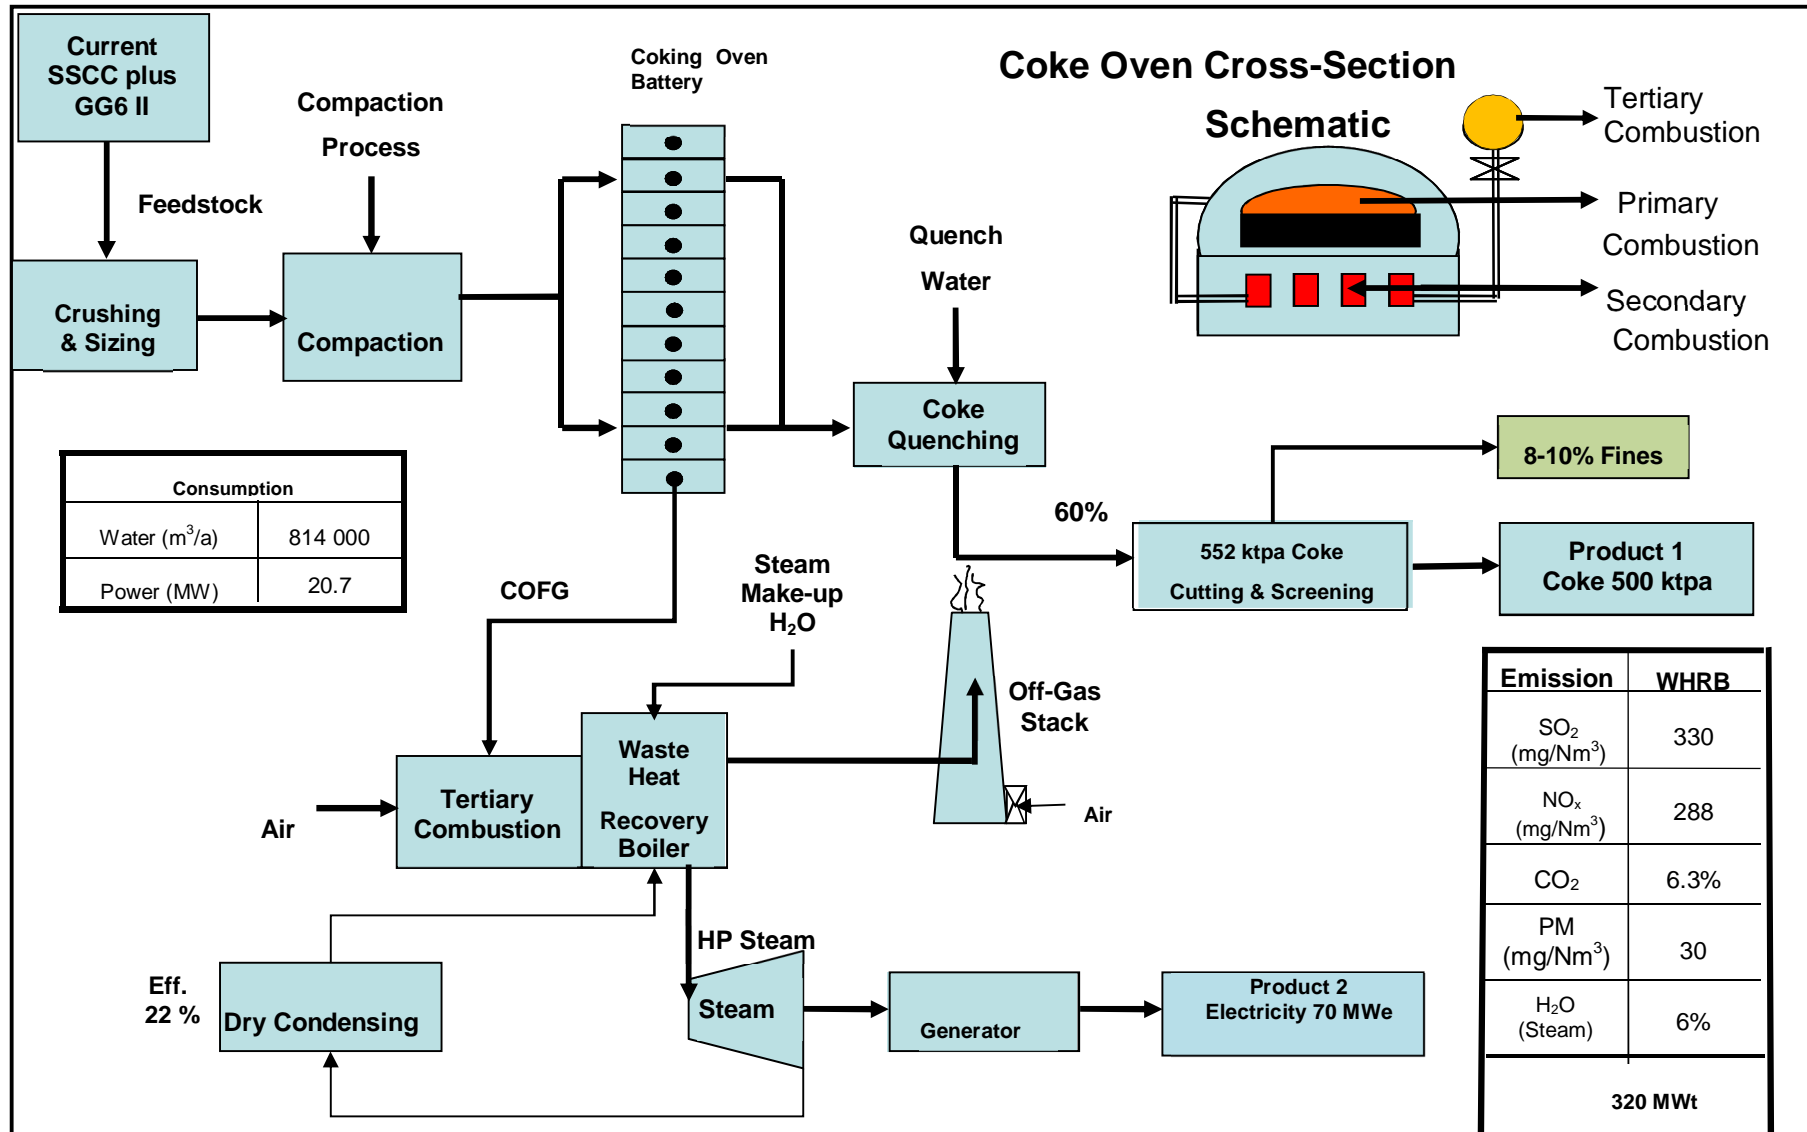 Current
SSCC plus
GG6 II
Compaction
Process
Coking Oven
Battery
Coke Oven Cross-Section
Schematic
Tertiary
Combustion
Primary
Combustion
Secondary
Combustion
Feedstock
Quench
Water
Crushing
& Sizing
Compaction
Coke
Quenching
8-10% Fines
60%
552 ktpa Coke
Cutting & Screening
Product 1
Coke 500 ktpa
Consumption
Water (m³/a) 814 000
Power (MW) 20.7
COFG
Steam
Make-up
H₂O
Off-Gas
Stack
Air
Tertiary
Combustion
Waste
Heat
Recovery
Boiler
Air
HP Steam
Eff.
22 %
Dry Condensing
Steam
Generator
Product 2
Electricity 70 MWe
Emission WHRB
SO₂
(mg/Nm³) 330
NOₓ
(mg/Nm³) 288
CO₂ 6.3%
PM
(mg/Nm³) 30
H₂O
(Steam) 6%
320 MWt